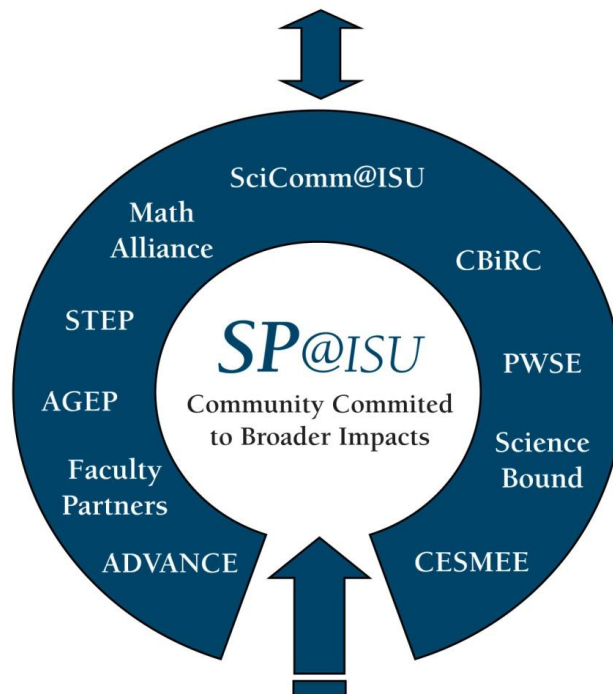 SciComm@ISU
Math
Alliance
CBiRC
STEP
SP@ISU
Community Commited
to Broader Impacts
PWSE
AGEP
Science
Bound
Faculty
Partners
ADVANCE
CESMEE